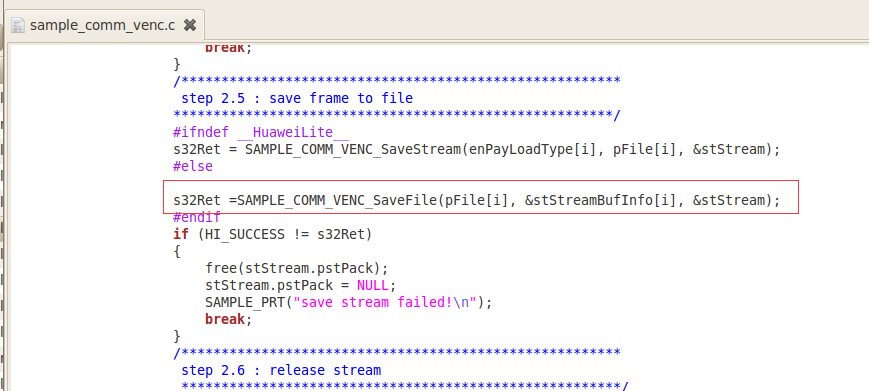 sample_comm_venc.c
break;
}
/*******************************************************
step 2.5 : save frame to file
*******************************************************/
#ifndef __HuaweiLite__
s32Ret = SAMPLE_COMM_VENC_SaveStream(enPayLoadType[i], pFile[i], &stStream);
#else
s32Ret =SAMPLE_COMM_VENC_SaveFile(pFile[i], &stStreamBufInfo[i], &stStream);
#endif
if (HI_SUCCESS != s32Ret)
{
free(stStream.pstPack);
stStream.pstPack = NULL;
SAMPLE_PRT("save stream failed!\n");
break;
}
/*******************************************************
step 2.6 : release stream
*******************************************************/